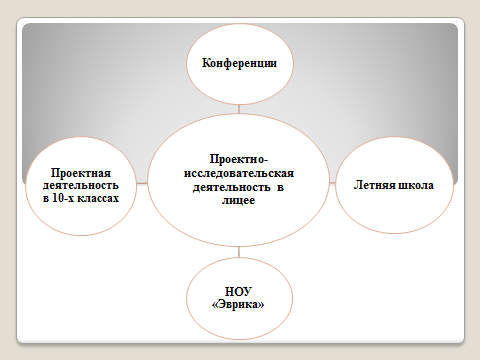 Конференции
Проектно-
исследовательская
деятельность в
лицее
Проектная
деятельность
в 10-х классах
Летняя школа
НОУ
«Эврика»